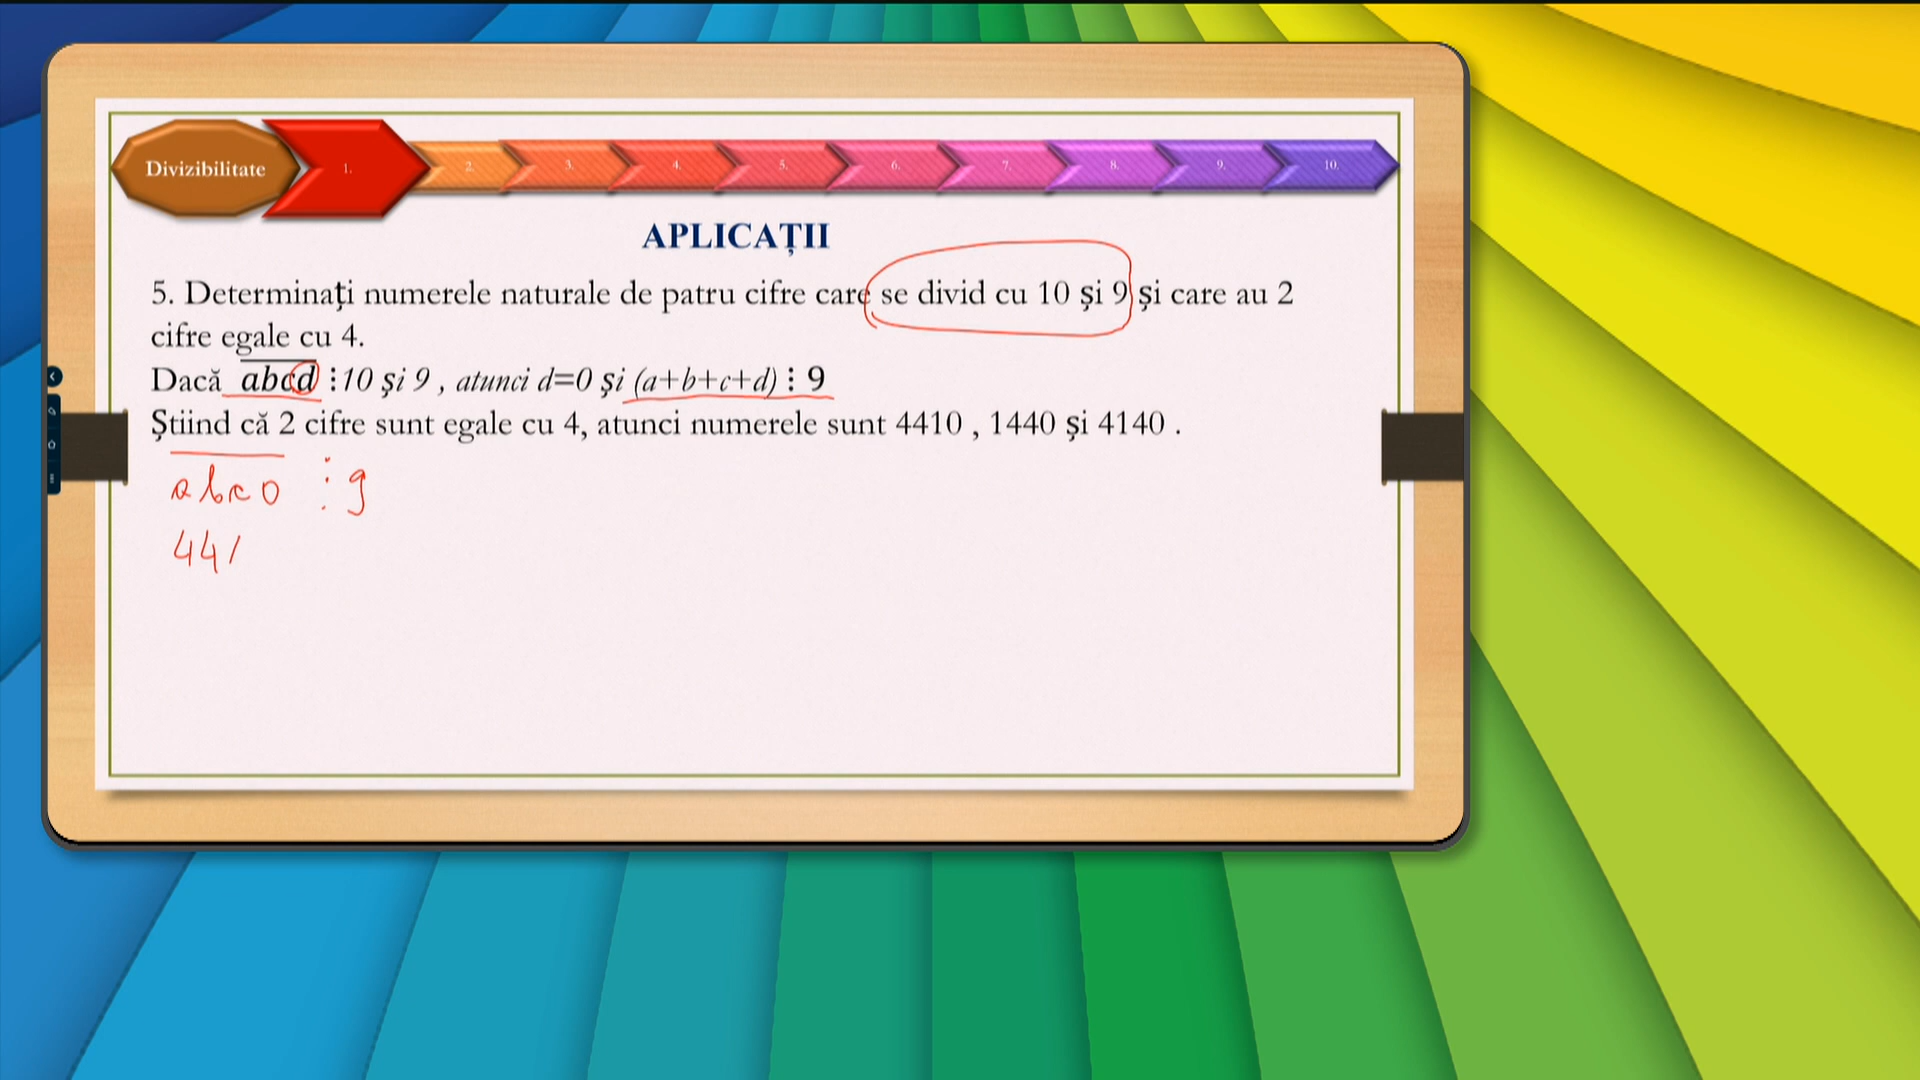 Divizibilitate 1. 2. 3. 4. 5. 6. 7. 8. 9. 10.
APLICAȚII
5. Determinați numerele naturale de patru cifre care se divid cu 10 și 9 și care au 2
cifre egale cu 4.
Dacă abcd ⋮10 și 9 , atunci d=0 și (a+b+c+d) ⋮ 9
Știind că 2 cifre sunt egale cu 4, atunci numerele sunt 4410 , 1440 și 4140 .
abc0 ⋮ 9
441